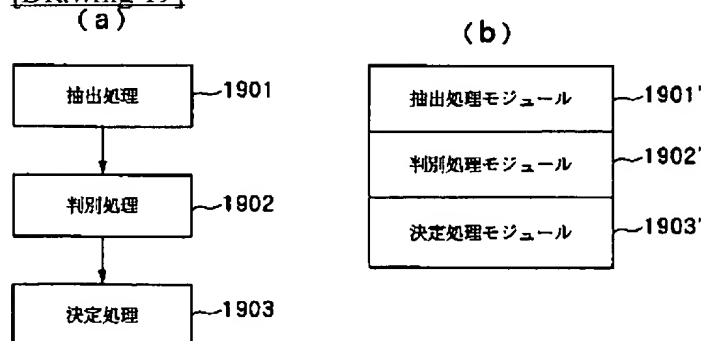 [Drawing 19]
(a)
抽出処理 1901
判別処理 1902
決定処理 1903
(b)
抽出処理モジュール 1901'
判別処理モジュール 1902'
決定処理モジュール 1903'